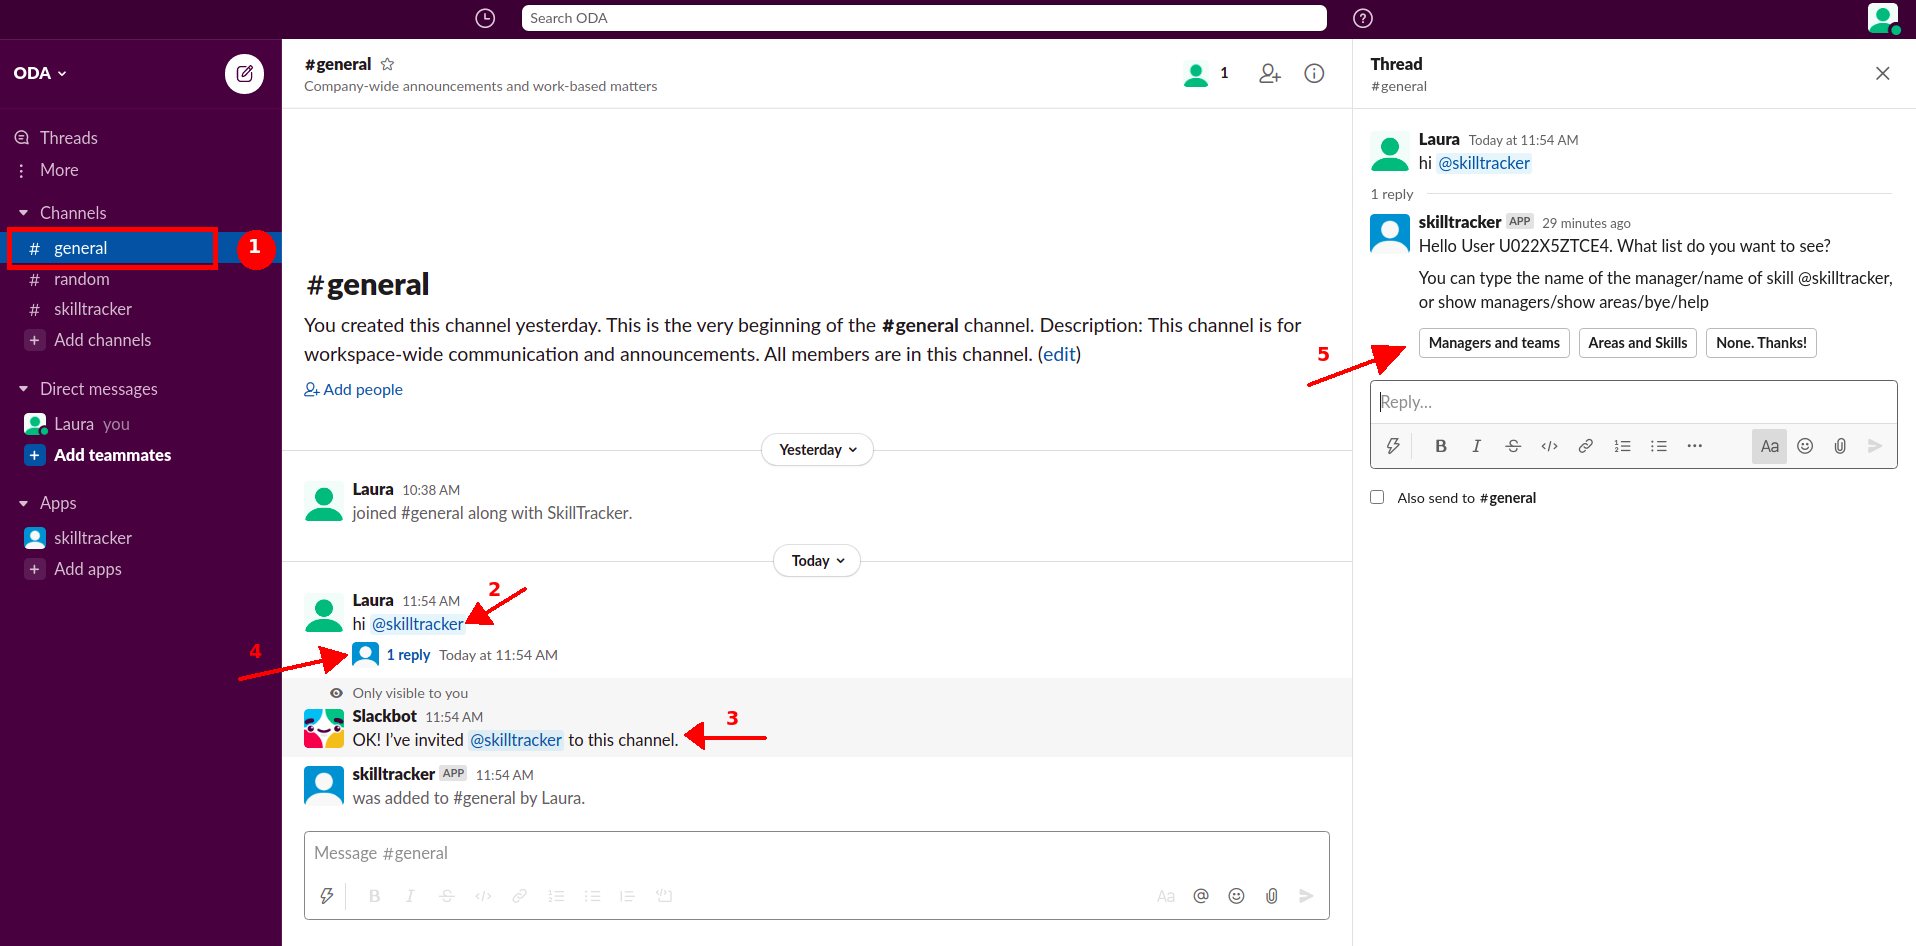 Search ODA
ODA
Threads
More
Channels
# general
1
# random
# skilltracker
+ Add channels
Direct messages
Laura you
+ Add teammates
Apps
skilltracker
+ Add apps
#general
Company-wide announcements and work-based matters
1
#general
You created this channel yesterday. This is the very beginning of the #general channel. Description: This channel is for
workspace-wide communication and announcements. All members are in this channel. (edit)
Add people
Yesterday
Laura 10:38 AM
joined #general along with SkillTracker.
Today
2
Laura 11:54 AM
hi @skilltracker
4
1 reply Today at 11:54 AM
Only visible to you
Slackbot 11:54 AM
3
OK! I've invited @skilltracker to this channel.
skilltracker APP 11:54 AM
was added to #general by Laura.
Message #general
B I S </>
Aa @
Thread
#general
Laura Today at 11:54 AM
hi @skilltracker
1 reply
skilltracker APP 29 minutes ago
Hello User U022X5ZTCE4. What list do you want to see?
You can type the name of the manager/name of skill @skilltracker,
or show managers/show areas/bye/help
5
Managers and teams Areas and Skills None. Thanks!
Reply...
B I S </> ... Aa
Also send to #general